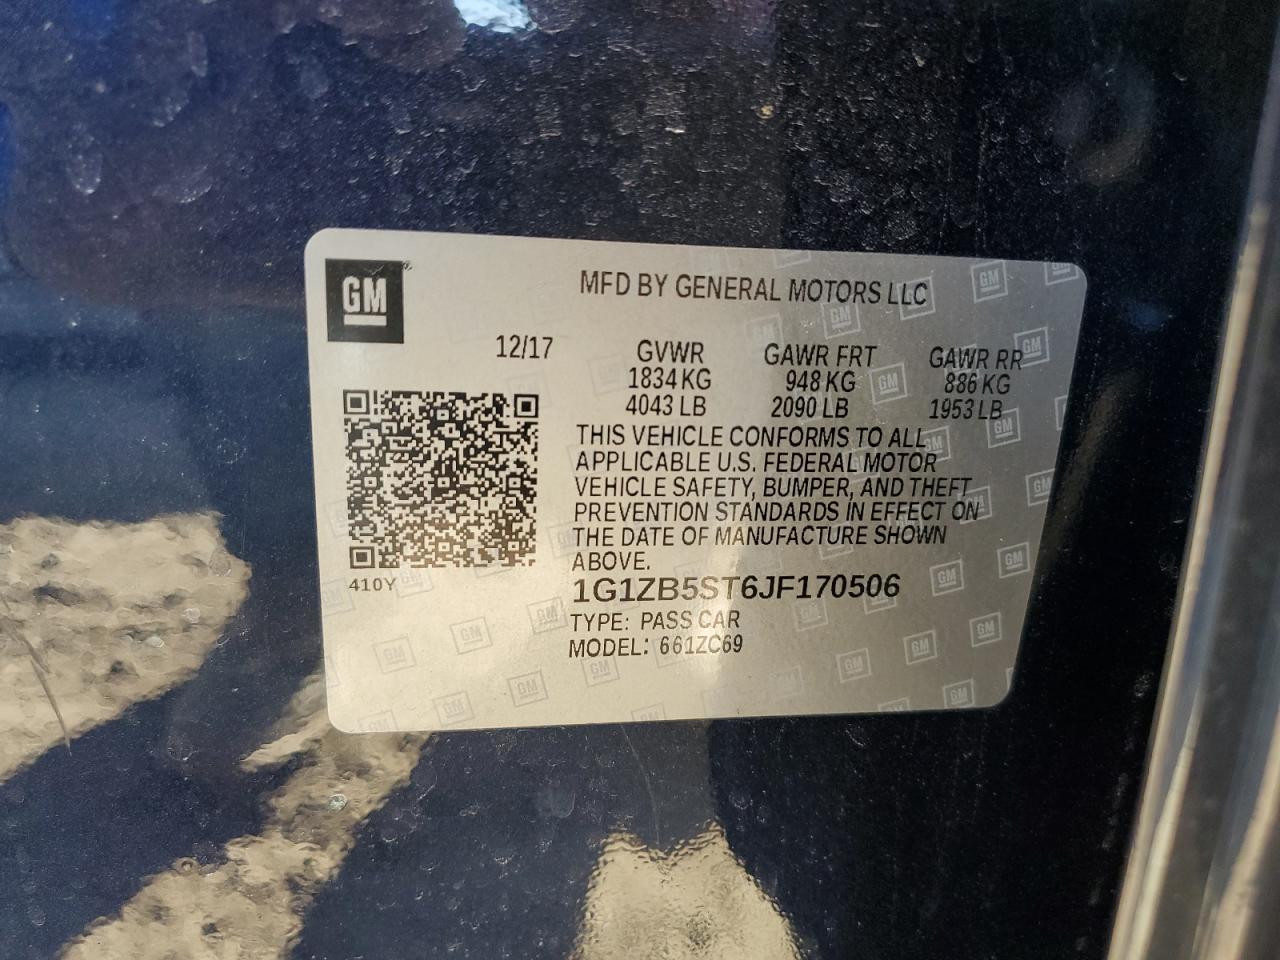 GM
MFD BY GENERAL MOTORS LLC
12/17 GVWR GAWR FRT GAWR RR
1834 KG 948 KG 886 KG
4043 LB 2090 LB 1953 LB
THIS VEHICLE CONFORMS TO ALL
APPLICABLE U.S. FEDERAL MOTOR
VEHICLE SAFETY, BUMPER, AND THEFT
PREVENTION STANDARDS IN EFFECT ON
THE DATE OF MANUFACTURE SHOWN
ABOVE.
410Y
1G1ZB5ST6JF170506
TYPE: PASS CAR
MODEL: 661ZC69